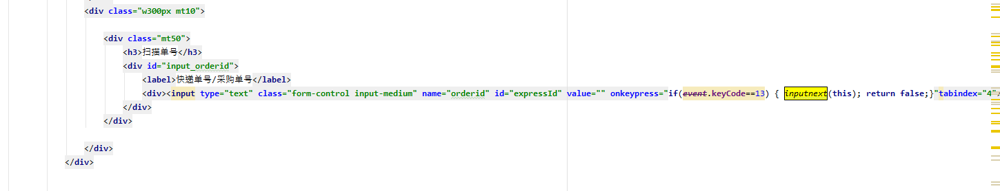 <div class="w300px mt10">
<div class="mt50">
<h3>扫描单号</h3>
<div id="input_orderid">
<label>快递单号/采购单号</label>
<div><input type="text" class="form-control input-medium" name="orderid" id="expressId" value="" onkeypress="if(event.keyCode==13) { inputnext(this); return false;}"tabindex="4">
</div>
</div>
</div>
</div>